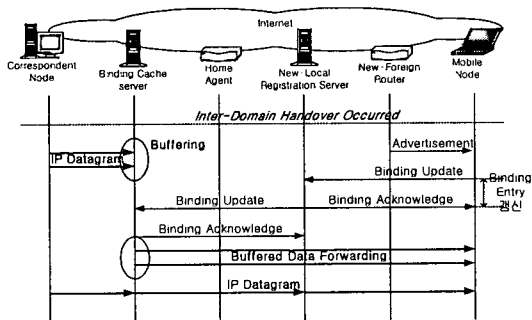 Internet
Correspondent
Node
Binding Cache
server
Home
Agent
New-Local
Registration Server
New-Foreign
Router
Mobile
Node
Inter-Domain Handover Occurred
Buffering
Advertisement
IP Datagram
Binding Update
Binding
Entry
갱신
Binding Update
Binding Acknowledge
Binding Acknowledge
Buffered Data Forwarding
IP Datagram